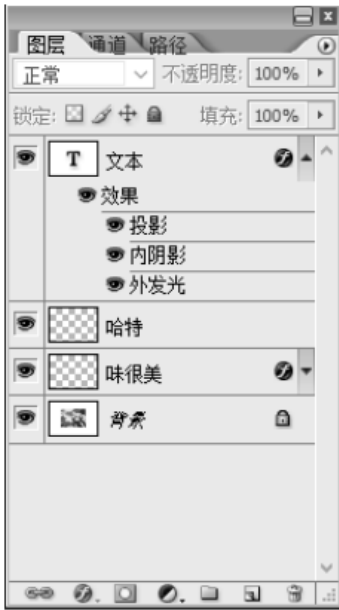 图层 通道 路径
正常 不透明度: 100%
锁定: 填充: 100%
T 文本
效果
投影
内阴影
外发光
哈特
味很美
背景